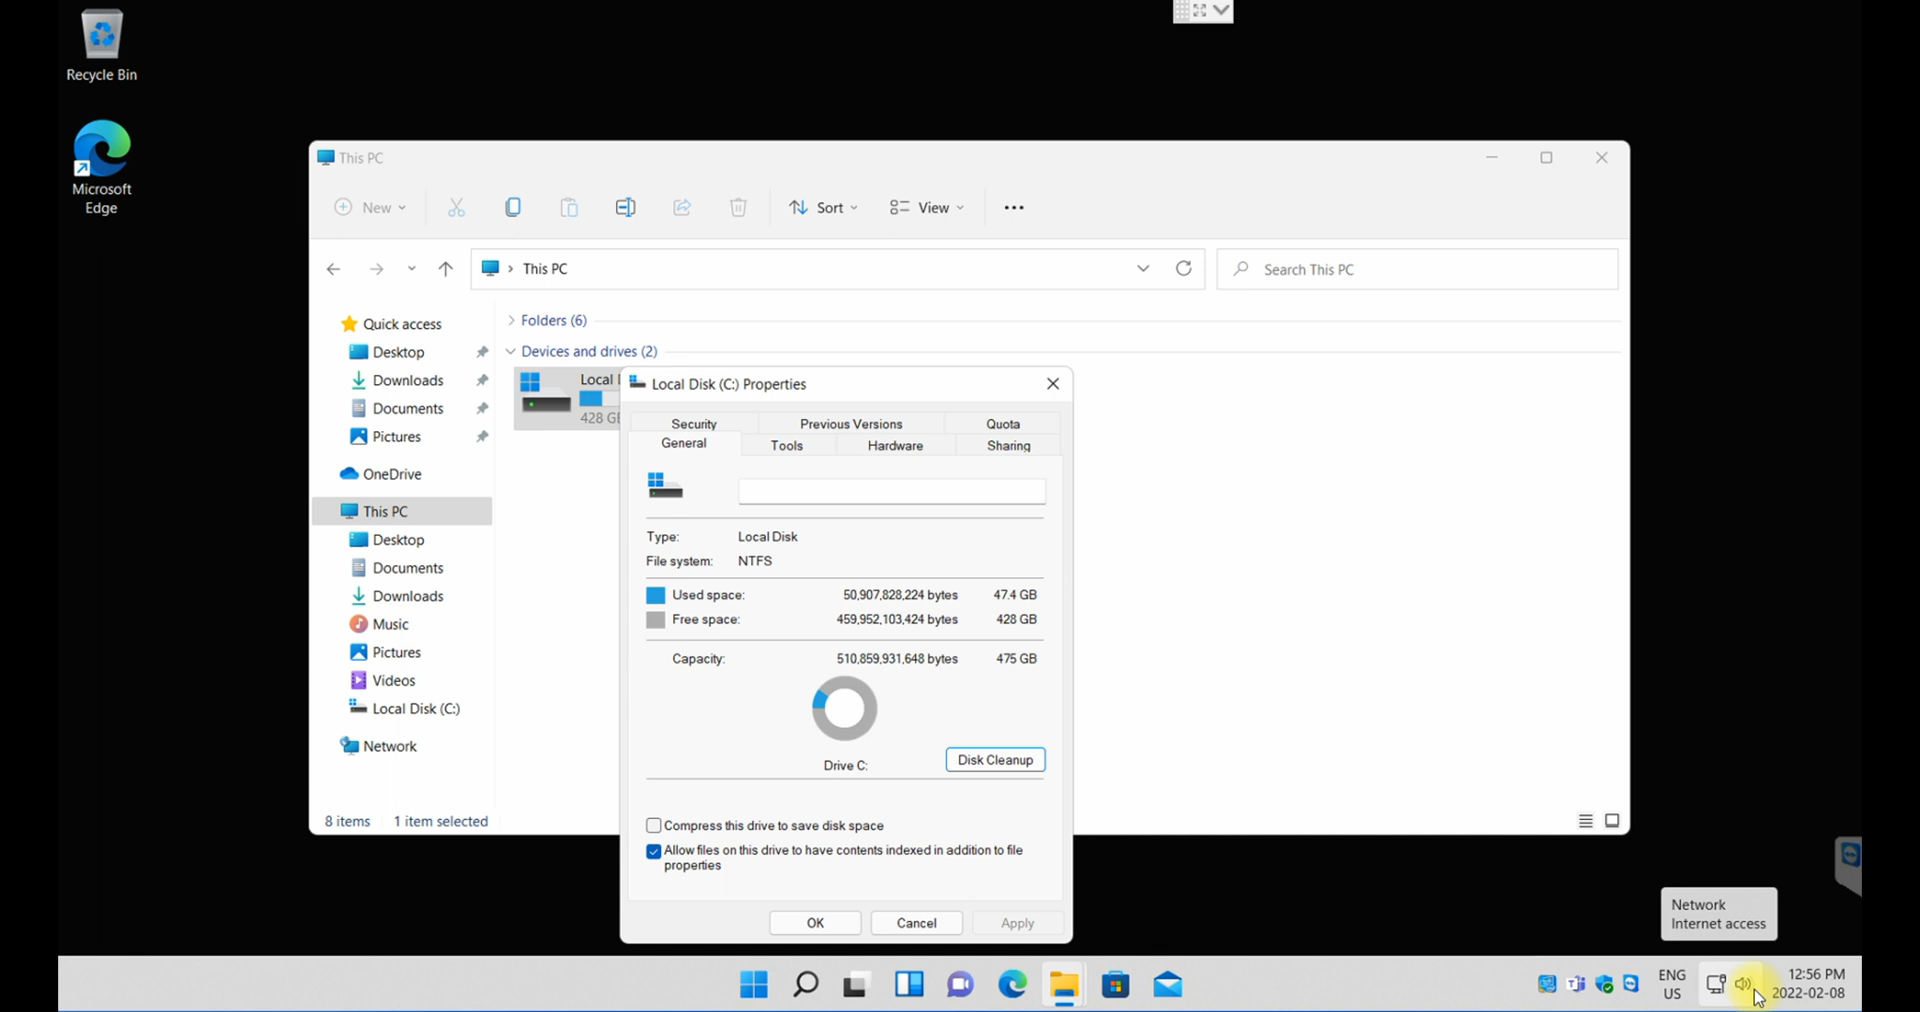 Recycle Bin
Microsoft
Edge
This PC
New
Sort
View
This PC
Search This PC
Quick access
Desktop
Downloads
Documents
Pictures
OneDrive
This PC
Desktop
Documents
Downloads
Music
Pictures
Videos
Local Disk (C:)
Network
Folders (6)
Devices and drives (2)
Local
428 GB
8 items 1 item selected
Local Disk (C:) Properties
Security Previous Versions Quota
General Tools Hardware Sharing
Type: Local Disk
File system: NTFS
Used space: 50,907,828,224 bytes 47.4 GB
Free space: 459,952,103,424 bytes 428 GB
Capacity: 510,859,931,648 bytes 475 GB
Drive C: Disk Cleanup
Compress this drive to save disk space
Allow files on this drive to have contents indexed in addition to file
properties
OK Cancel Apply
Network
Internet access
ENG
US
12:56 PM
2022-02-08